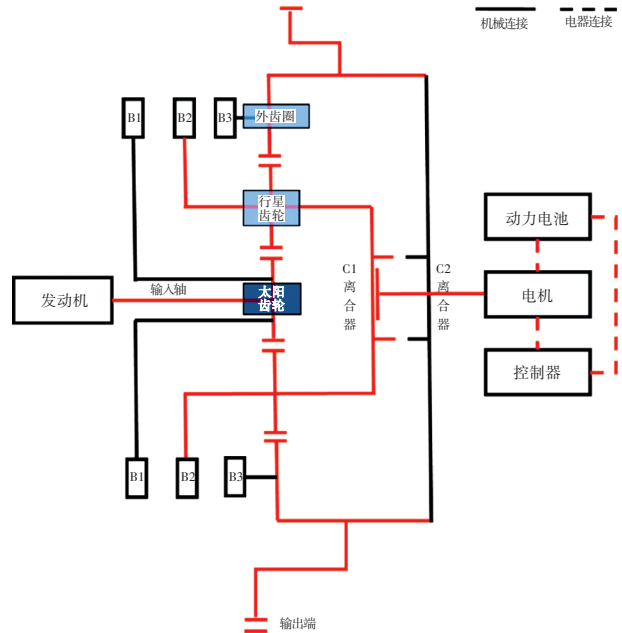 机械连接
电器连接
B1
B2
B3
外齿圈
行星
齿轮
C1
离
合
器
C2
离
合
器
动力电池
发动机
输入轴
太阳
齿轮
电机
控制器
B1
B2
B3
输出端